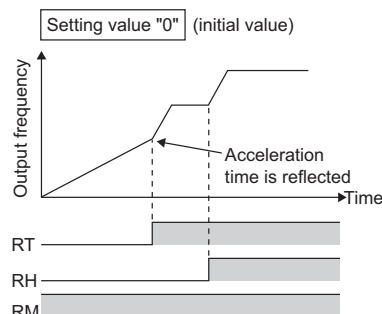 Setting value "0" (initial value)
Output frequency
Acceleration
time is reflected
Time
RT
RH
RM